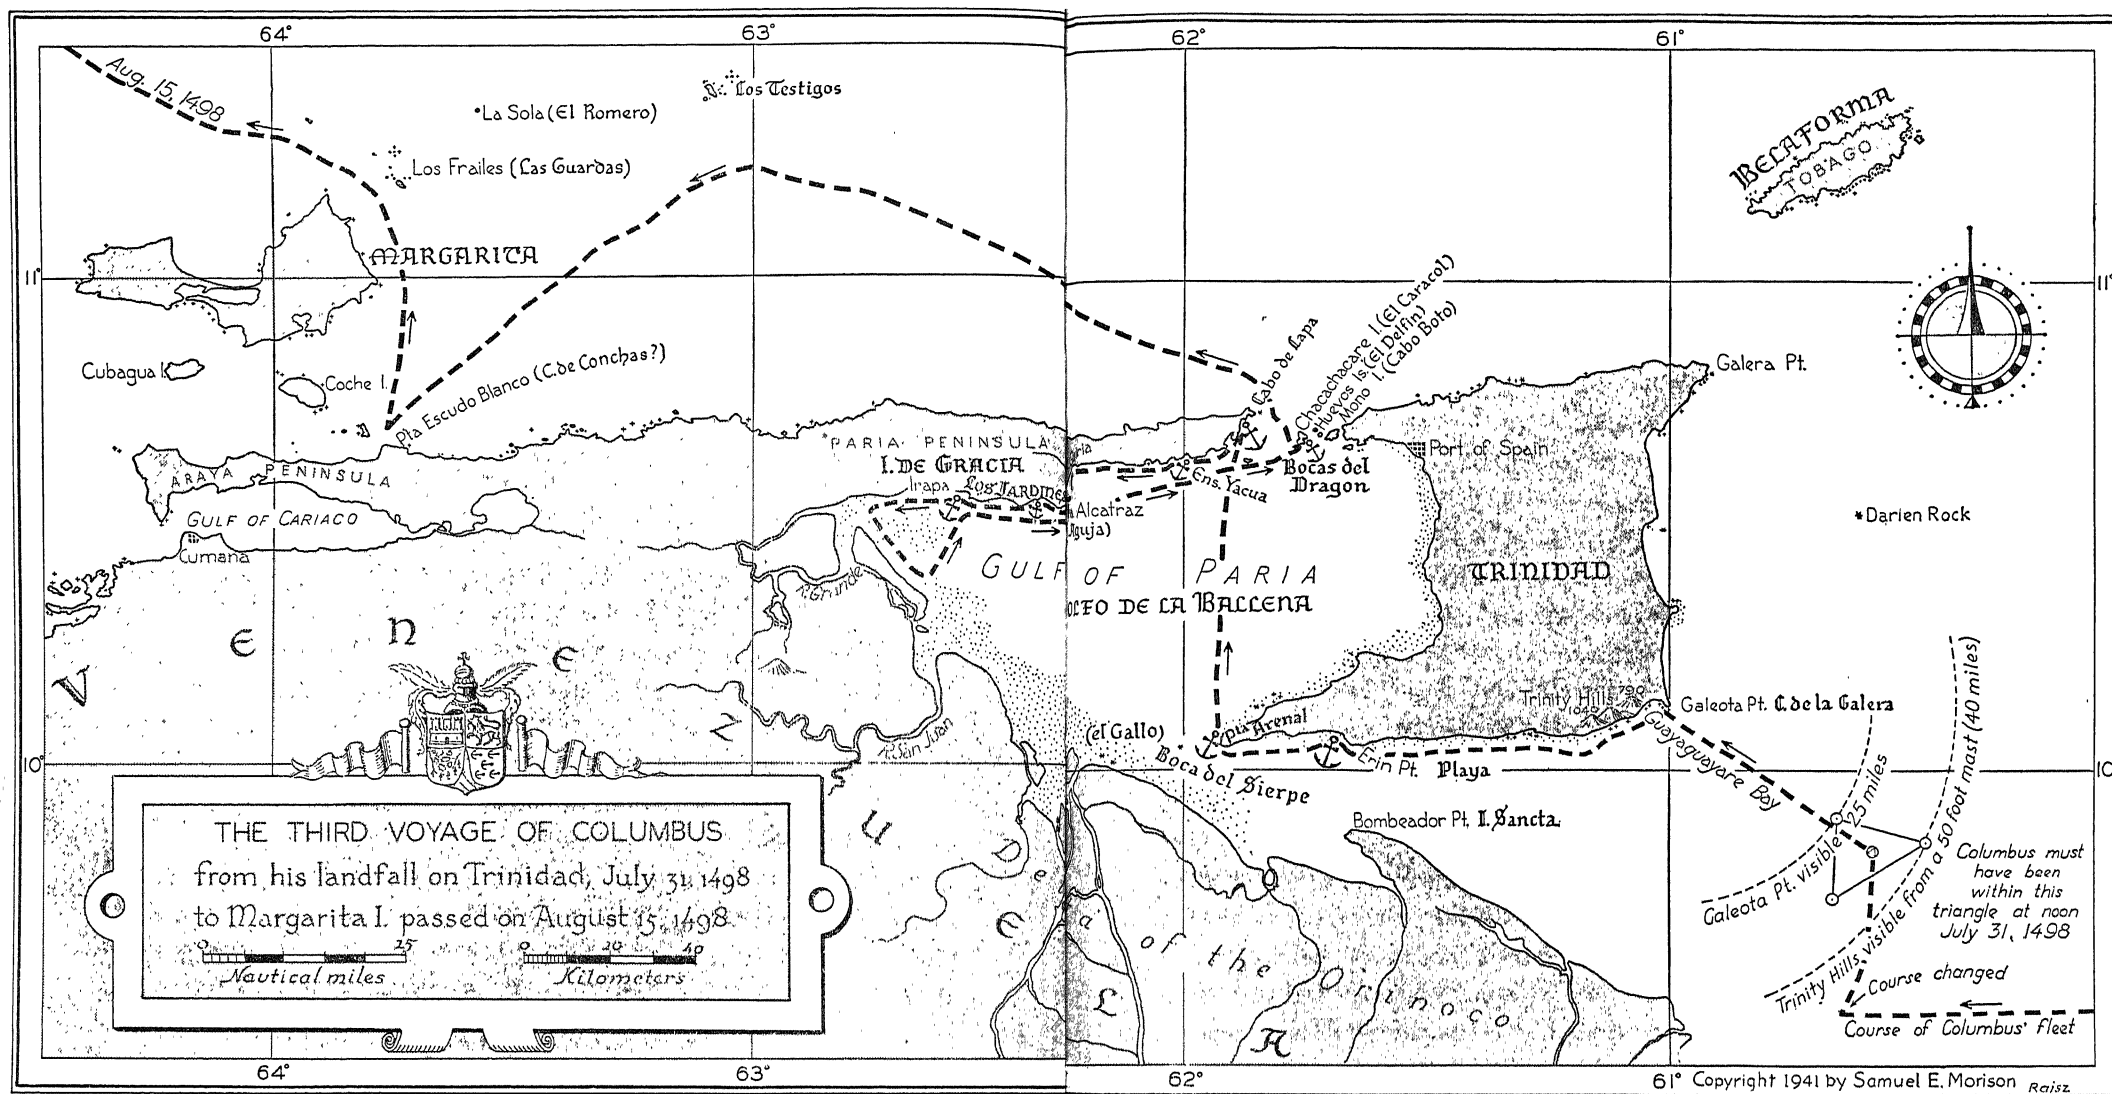 64°
63°
62°
61°
Aug. 15, 1498
Los Testigos
La Sola (El Romero)
Los Frailes (Las Guardas)
BELAFORMA
TOBAGO
MARGARITA
11°
11°
Cubagua I.
Coche I.
Pta Escudo Blanco (C. de Conchas?)
Cabo de Lapa
Chacachacare I. (El Caracol)
Huevos Is. (El Delfin)
Mono I. (Cabo Boto)
Galera Pt.
ARAYA PENINSULA
PARIA PENINSULA
I. DE GRACIA
Irapa
LOS JARDINES
Port of Spain
Bocas del
Dragon
Ens. Yacua
Alcatraz
Aguja)
GULF OF CARIACO
Cumana
Darien Rock
GULF OF PARIA
OLFO DE LA BALLENA
TRINIDAD
R. Grande
R. San Juan
VENEZUELA
Trinity Hills 790
1040
Galeota Pt. C. de la Galera
Guayaguayare Bay
(el Gallo)
Pta Arenal
Boca del Sierpe
Erin Pt. Playa
10°
10
Bombeador Pt. I. Sancta
Delta of the Orinoco
Galeota Pt. visible 25 miles
Trinity Hills visible from a 50 foot mast (40 miles)
Columbus must
have been
within this
triangle at noon
July 31, 1498
Course changed
Course of Columbus' fleet
THE THIRD VOYAGE OF COLUMBUS
from his landfall on Trinidad, July 31, 1498
to Margarita I. passed on August 15, 1498
0 25
Nautical miles
0 20 40
Kilometers
64°
63°
62°
61°
Copyright 1941 by Samuel E. Morison
Raisz